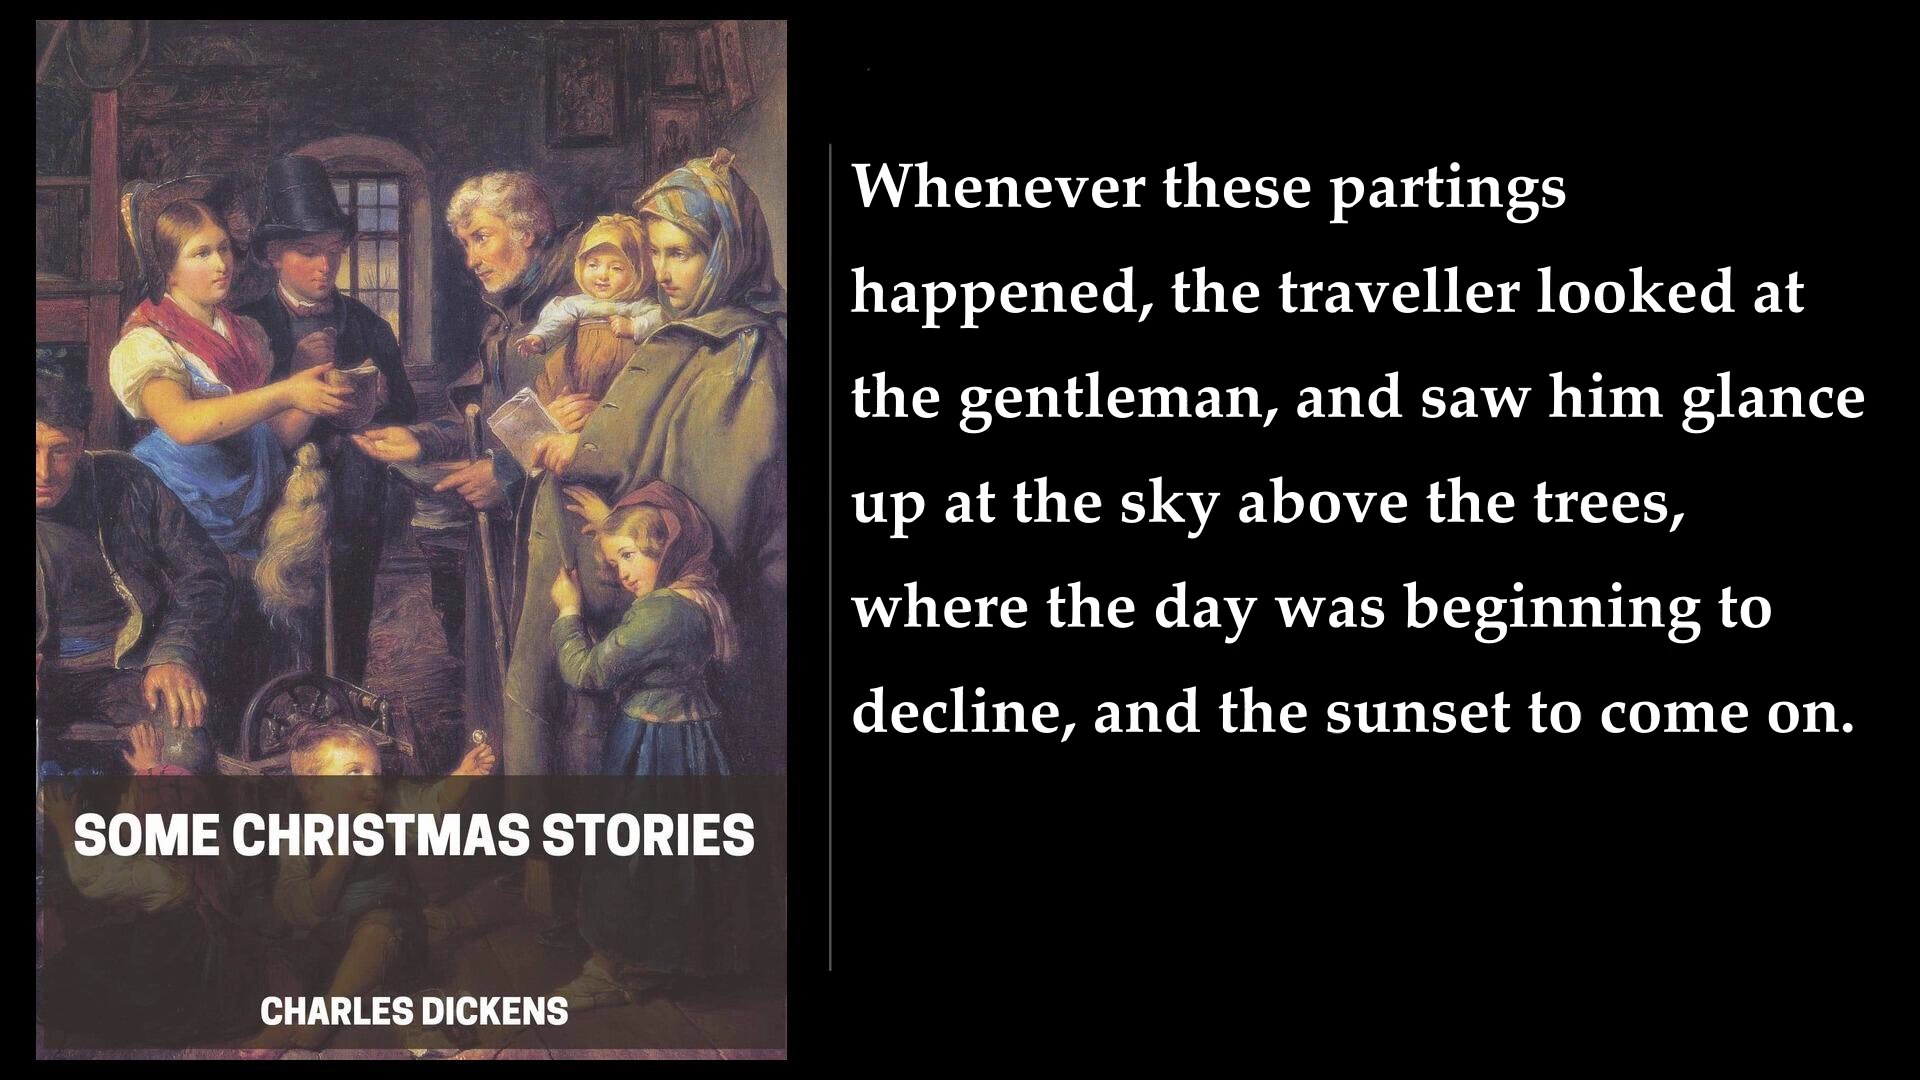 Whenever these partings
happened, the traveller looked at
the gentleman, and saw him glance
up at the sky above the trees,
where the day was beginning to
decline, and the sunset to come on.
SOME CHRISTMAS STORIES
CHARLES DICKENS